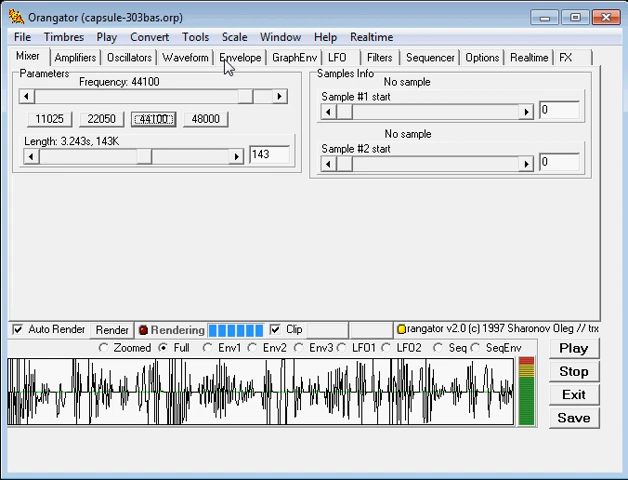 Orangator (capsule-303bas.orp)
File Timbres Play Convert Tools Scale Window Help Realtime
Mixer Amplifiers Oscillators Waveform Envelope GraphEnv LFO Filters Sequencer Options Realtime FX
Parameters
Frequency: 44100
11025 22050 44100 48000
Length: 3.243s, 143K
143
Samples Info
No sample
Sample #1 start
0
No sample
Sample #2 start
0
Auto Render Render Rendering Clip Orangator v2.0 (c) 1997 Sharonov Oleg // trx
Zoomed Full Env1 Env2 Env3 LFO1 LFO2 Seq SeqEnv
Play
Stop
Exit
Save